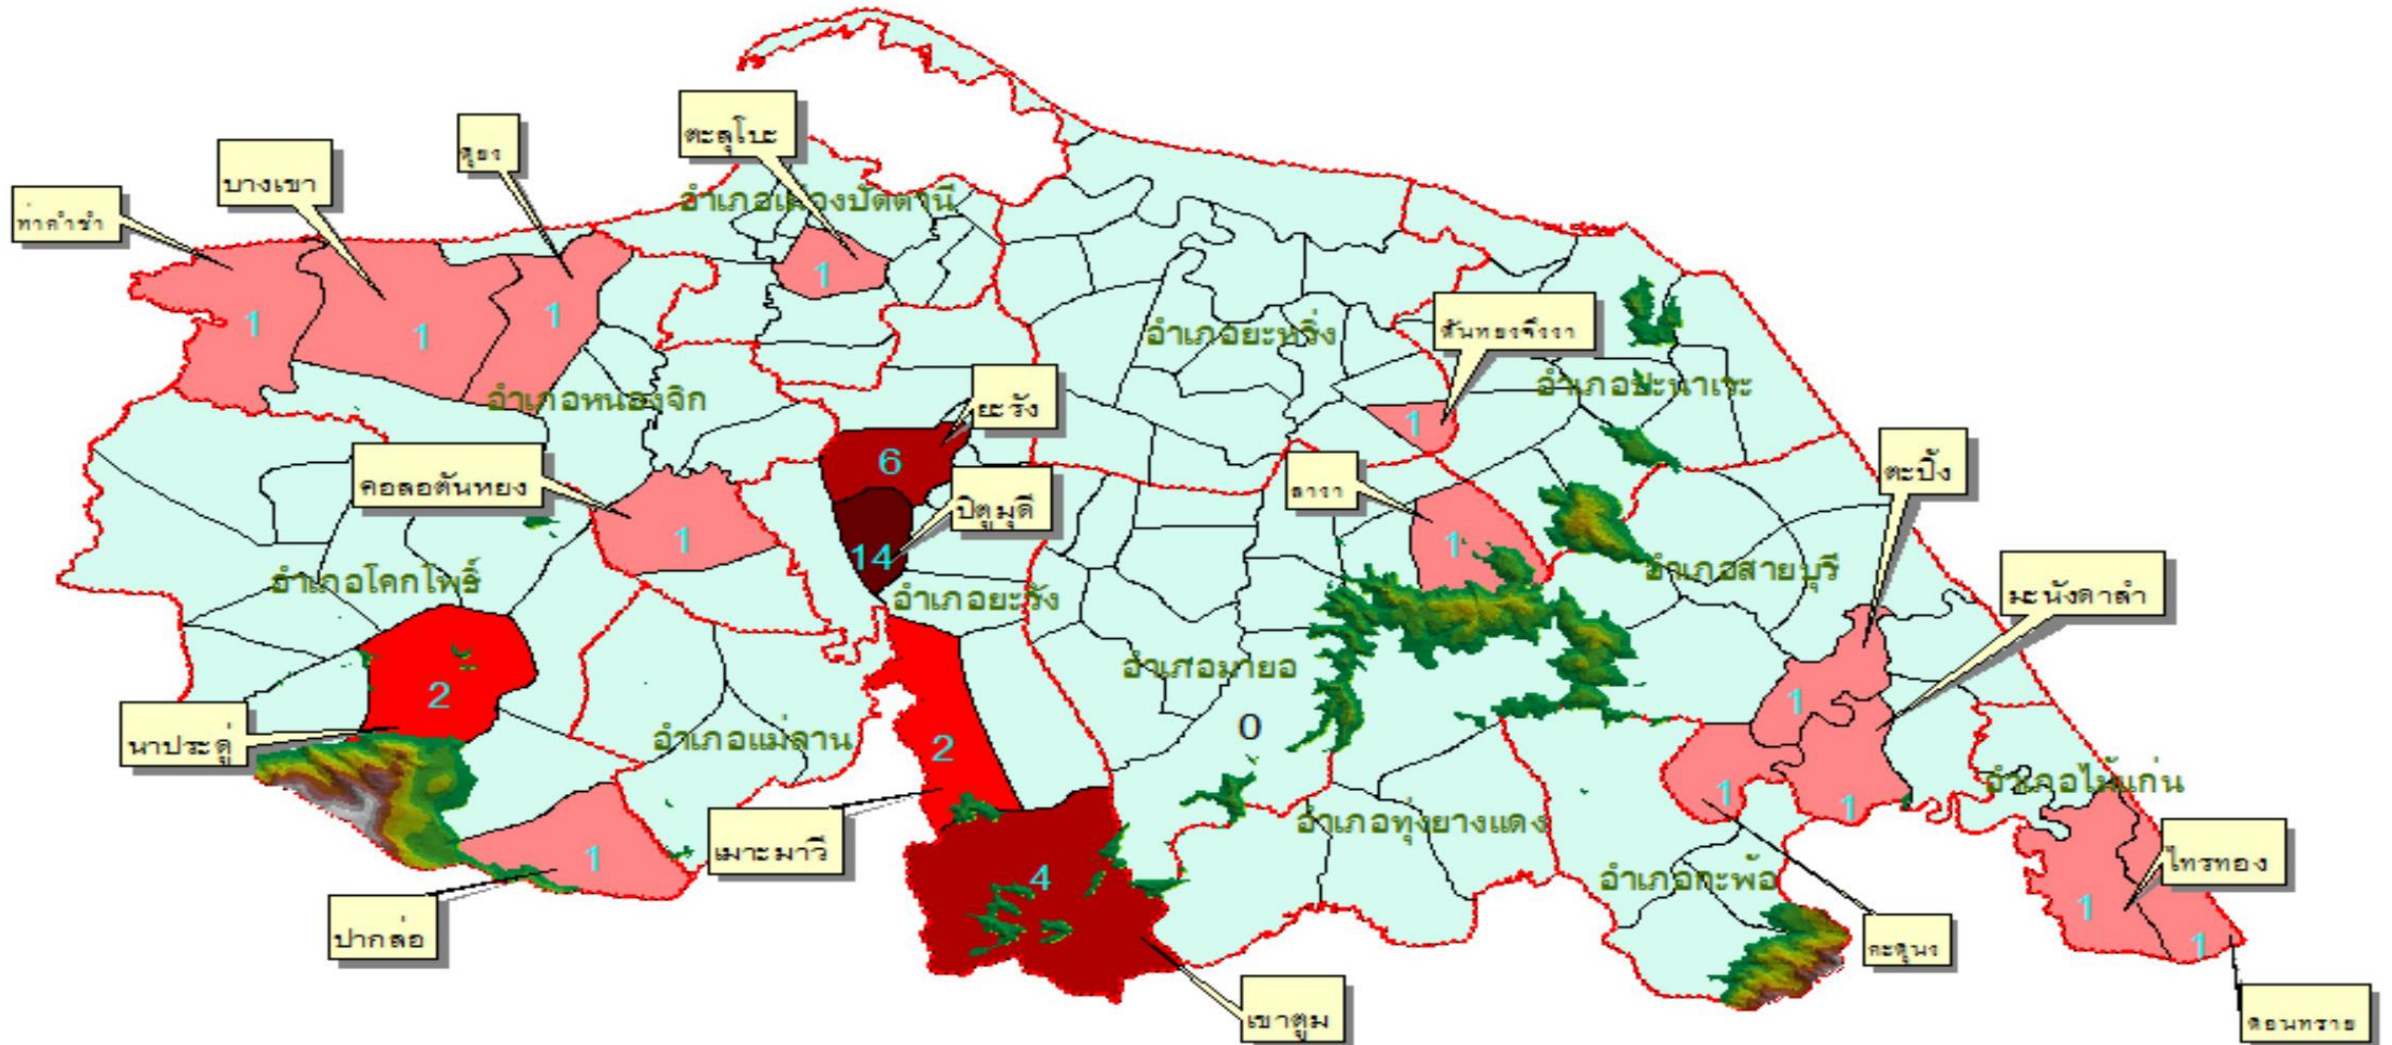 ตะลุโบะ
ดุยง
บางเขา
ท่ากำชำ
อำเภอเมืองปัตตานี
1
1
1
1
ตันหยงจึงงา
อำเภอยะหริ่ง
อำเภอปะนาเระ
อำเภอหนองจิก
ยะรัง
1
6
คอลอตันหยง
ลางา
ตะปิ้ง
ปิตูมุดี
1
1
14
อำเภอโคกโพธิ์
อำเภอยะรัง
อำเภอสายบุรี
มะนังดาลำ
อำเภอมายอ
2
1
0
นาประดู่
อำเภอแม่ลาน
2
อำเภอไม้แก่น
1
1
อำเภอทุ่งยางแดง
เมาะมาวี
1
4
อำเภอกะพ้อ
ไทรทอง
1
ปากล่อ
กะดุนง
1
เขาตูม
ดอนทราย